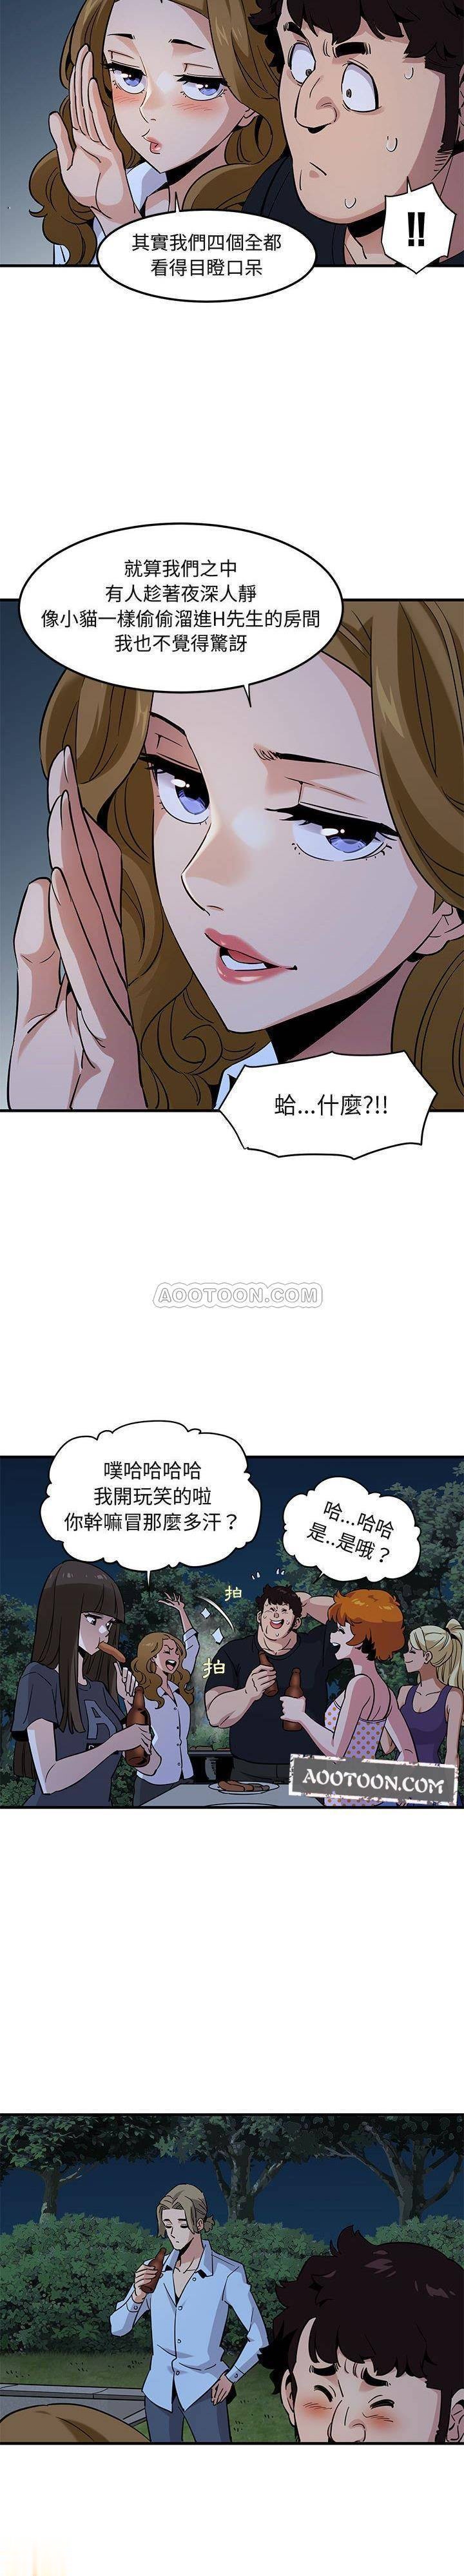 其實我們四個全都
看得目瞪口呆
!!
就算我們之中
有人趁著夜深人靜
像小貓一樣偷偷溜進H先生的房間
我也不覺得驚訝
蛤...什麼?!!
AOOTOON.COM
噗哈哈哈哈
我開玩笑的啦
你幹嘛冒那麼多汗？
哈...哈哈
是..是哦？
拍
拍
A
AOOTOON.COM